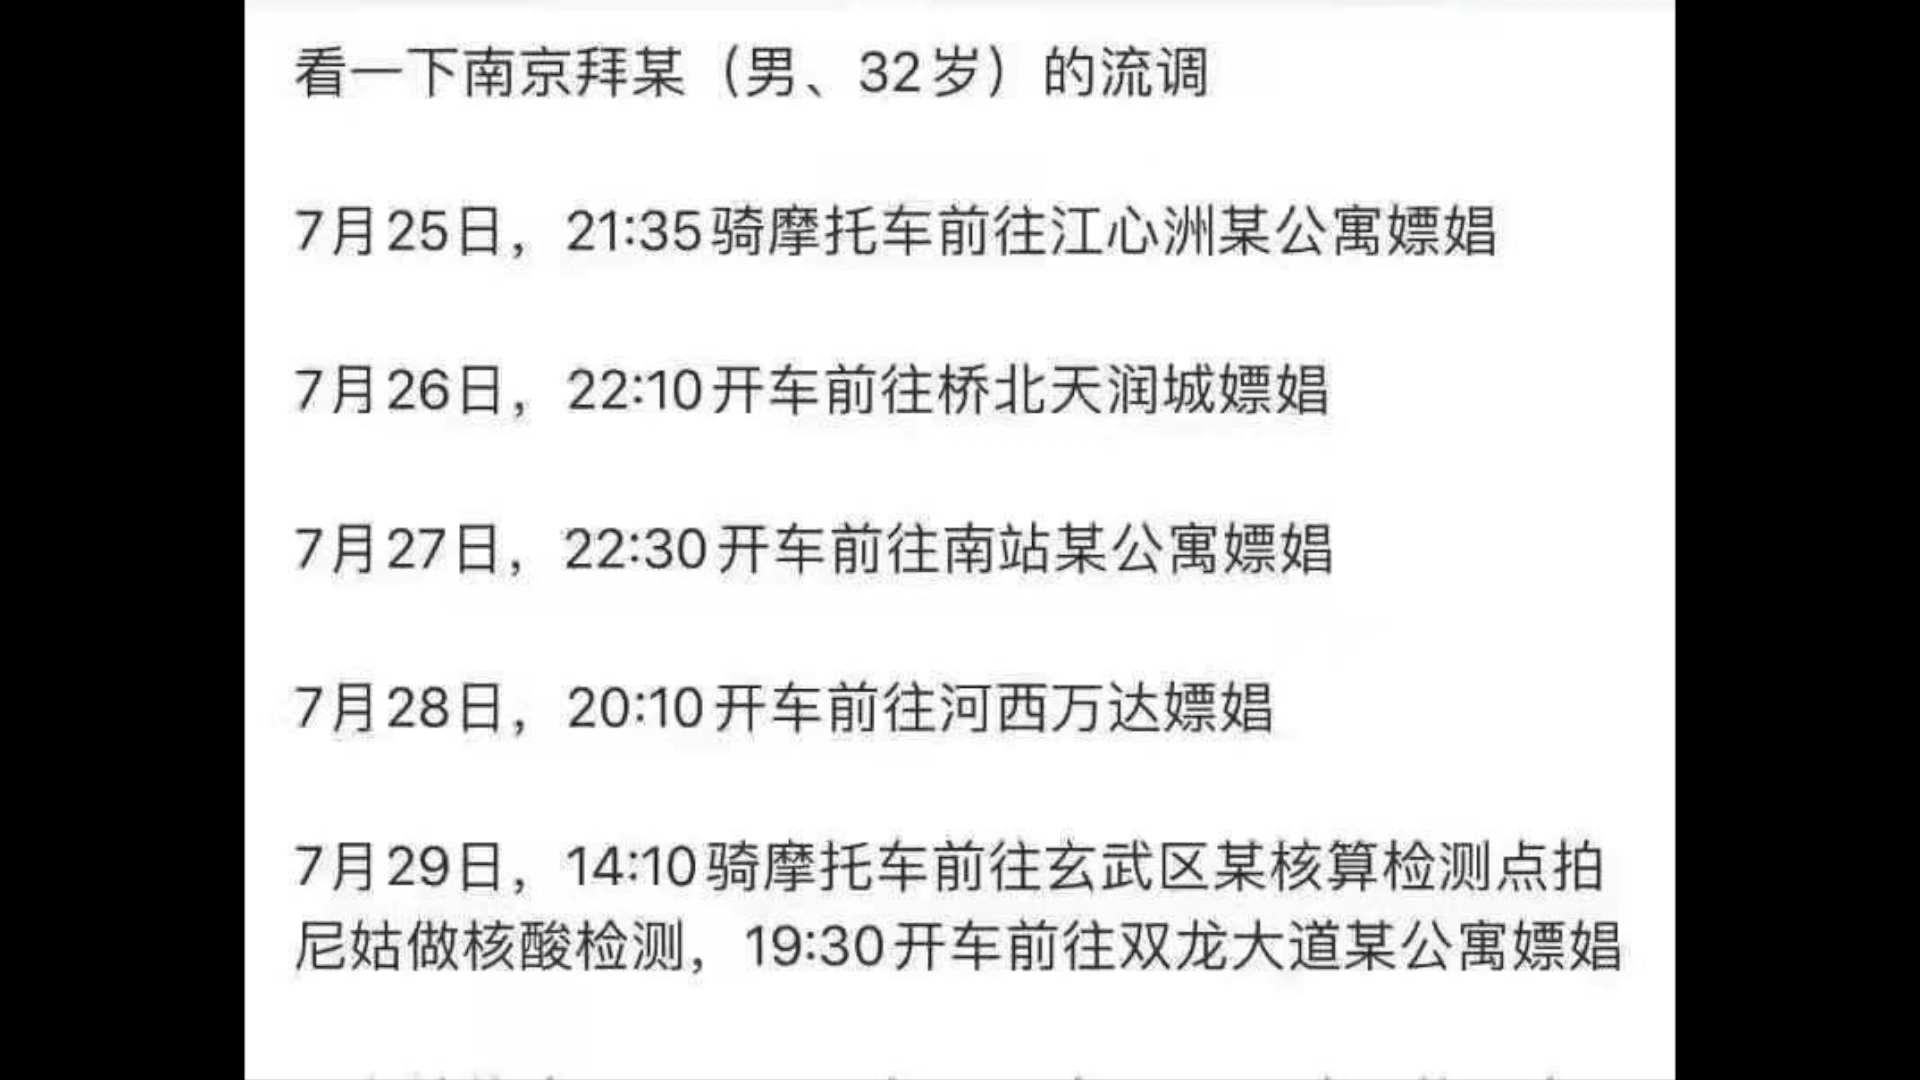 看一下南京拜某（男、32岁）的流调
7月25日，21:35骑摩托车前往江心洲某公寓嫖娼
7月26日，22:10开车前往桥北天润城嫖娼
7月27日，22:30开车前往南站某公寓嫖娼
7月28日，20:10开车前往河西万达嫖娼
7月29日，14:10骑摩托车前往玄武区某核算检测点拍
尼姑做核酸检测，19:30开车前往双龙大道某公寓嫖娼